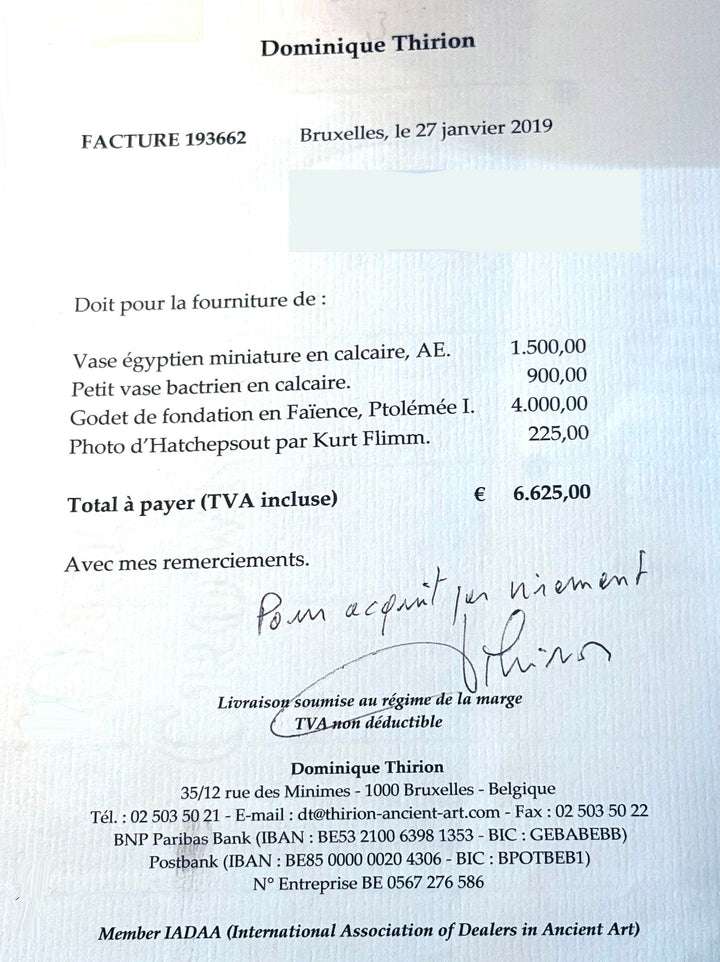 Dominique Thirion
FACTURE 193662 Bruxelles, le 27 janvier 2019
Doit pour la fourniture de :
Vase égyptien miniature en calcaire, AE. 1.500,00
Petit vase bactrien en calcaire. 900,00
Godet de fondation en Faïence, Ptolémée I. 4.000,00
Photo d'Hatchepsout par Kurt Flimm. 225,00
Total à payer (TVA incluse) € 6.625,00
Avec mes remerciements.
Pour acquit par virement
Thirion
Livraison soumise au régime de la marge
TVA non déductible
Dominique Thirion
35/12 rue des Minimes - 1000 Bruxelles - Belgique
Tél. : 02 503 50 21 - E-mail : dt@thirion-ancient-art.com - Fax : 02 503 50 22
BNP Paribas Bank (IBAN : BE53 2100 6398 1353 - BIC : GEBABEBB)
Postbank (IBAN : BE85 0000 0020 4306 - BIC : BPOTBEB1)
N° Entreprise BE 0567 276 586
Member IADAA (International Association of Dealers in Ancient Art)